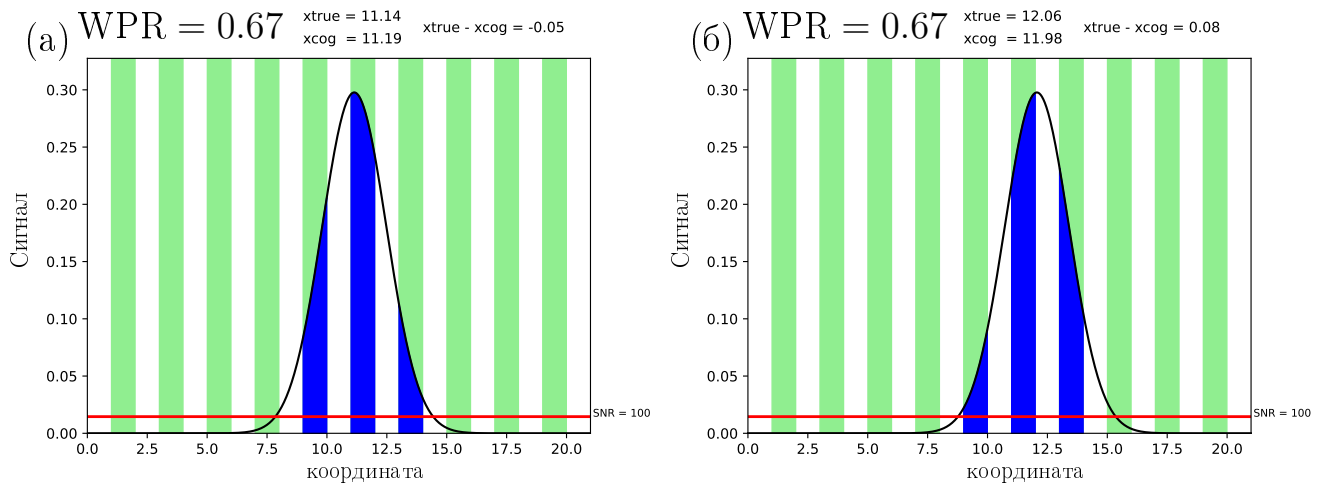 (а) WPR = 0.67
xtrue = 11.14
xcog = 11.19
xtrue - xcog = -0.05
Сигнал
0.30
0.25
0.20
0.15
0.10
0.05
0.00
SNR = 100
0.0 2.5 5.0 7.5 10.0 12.5 15.0 17.5 20.0
координата
(б) WPR = 0.67
xtrue = 12.06
xcog = 11.98
xtrue - xcog = 0.08
Сигнал
0.30
0.25
0.20
0.15
0.10
0.05
0.00
SNR = 100
0.0 2.5 5.0 7.5 10.0 12.5 15.0 17.5 20.0
координата